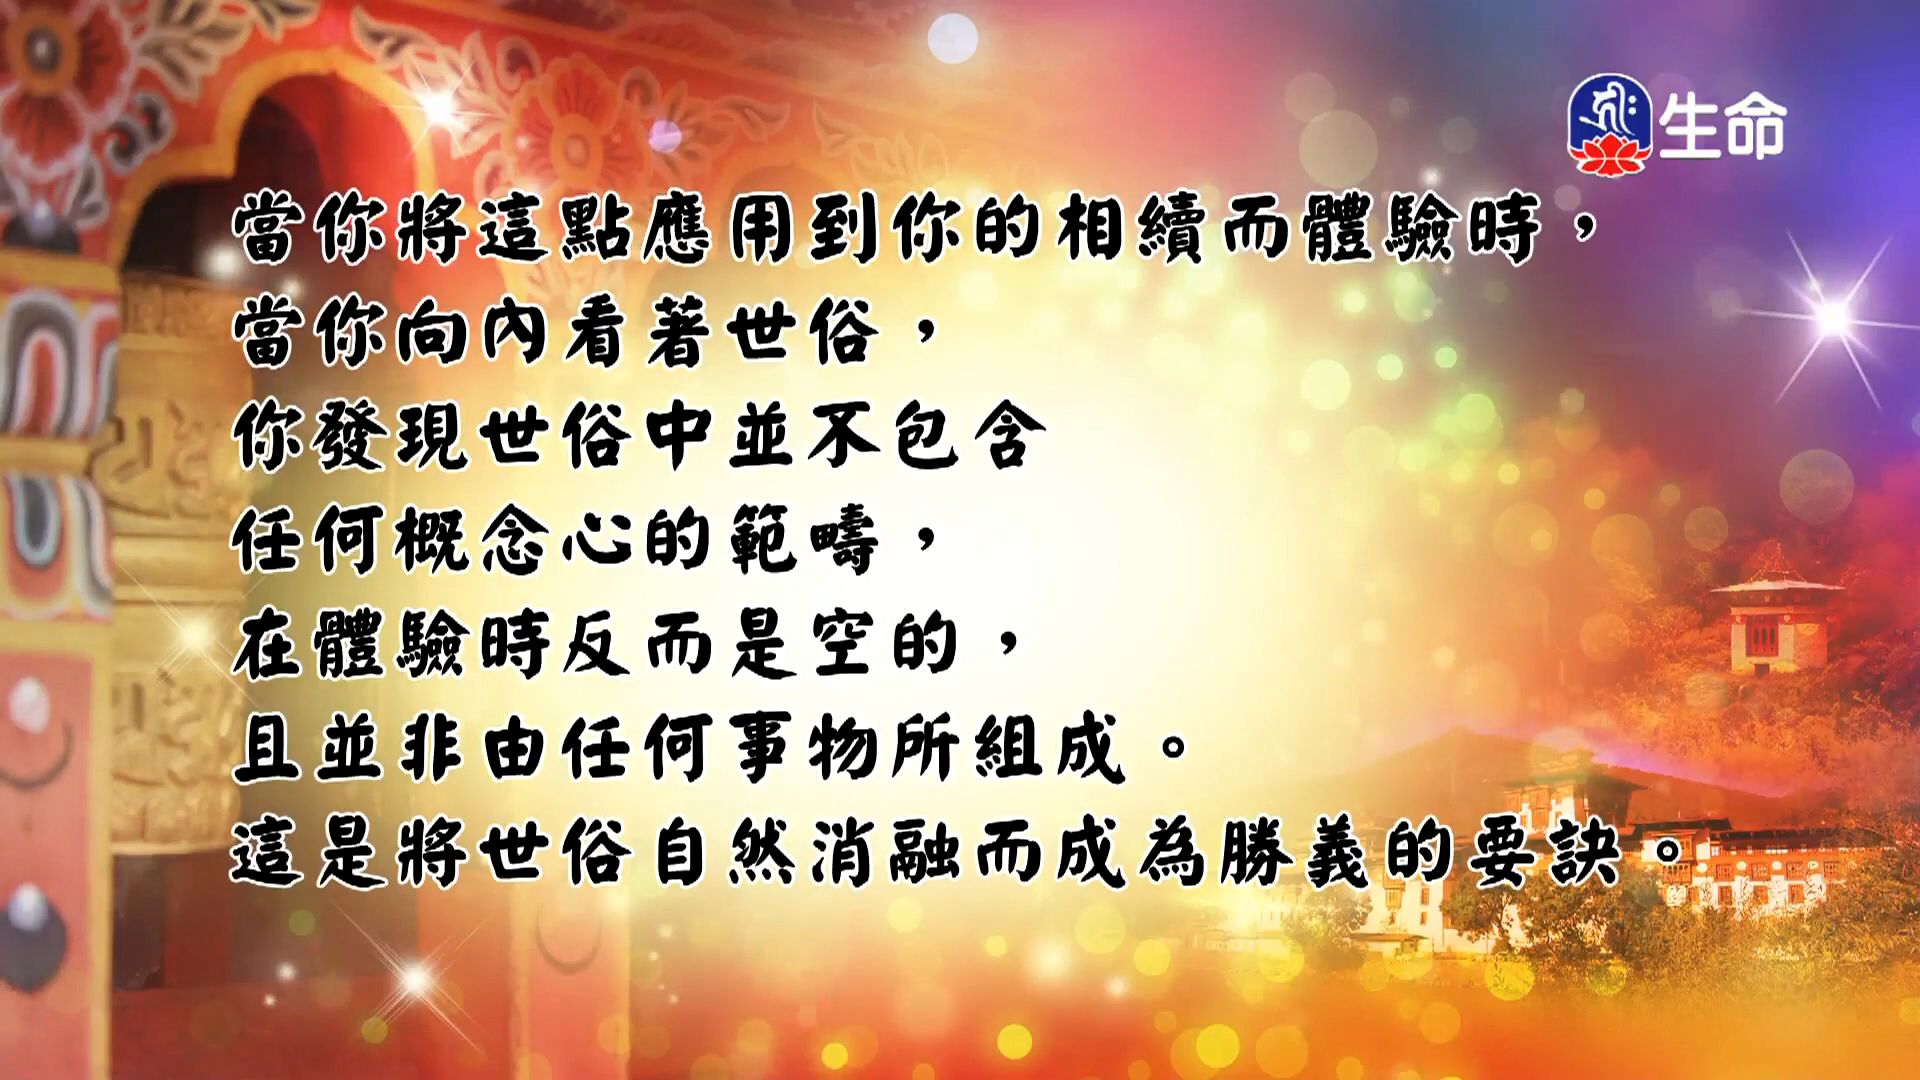 生命
當你將這點應用到你的相續而體驗時，
當你向內看著世俗，
你發現世俗中並不包含
任何概念心的範疇，
在體驗時反而是空的，
且並非由任何事物所組成。
這是將世俗自然消融而成為勝義的要訣。